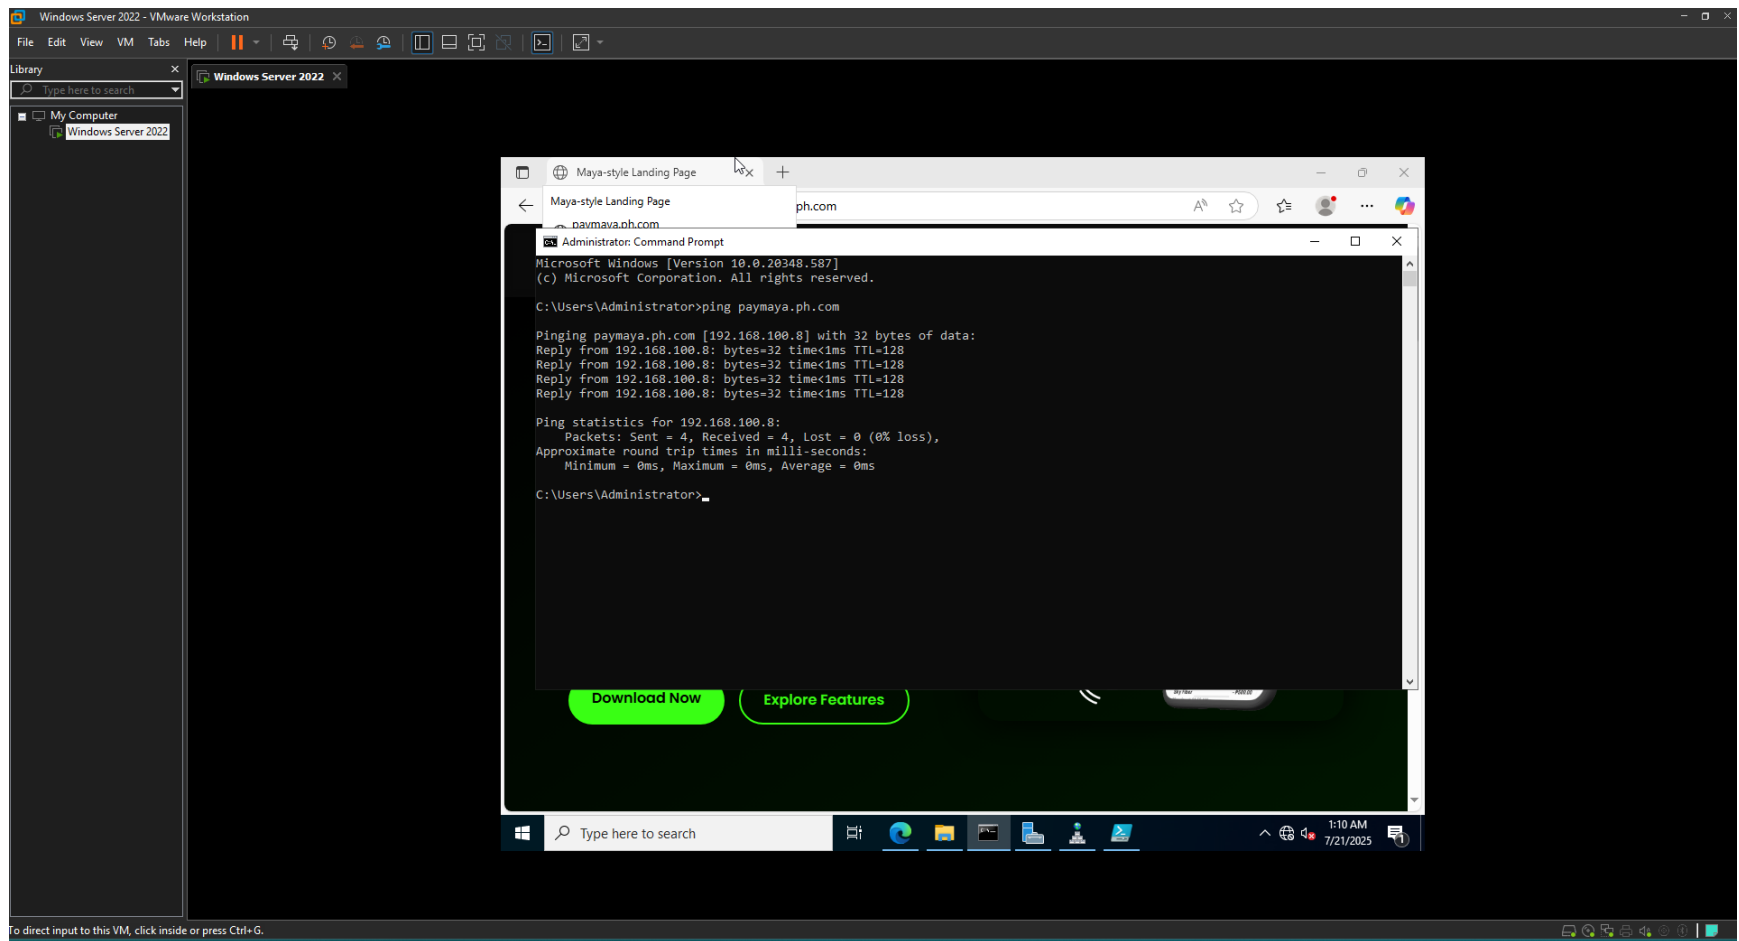 Windows Server 2022 - VMware Workstation
File Edit View VM Tabs Help
Library
Type here to search
Windows Server 2022
My Computer
Windows Server 2022
Maya-style Landing Page
Maya-style Landing Page
ph.com
paymaya.ph.com
Administrator: Command Prompt
Microsoft Windows [Version 10.0.20348.587]
(c) Microsoft Corporation. All rights reserved.
C:\Users\Administrator>ping paymaya.ph.com
Pinging paymaya.ph.com [192.168.100.8] with 32 bytes of data:
Reply from 192.168.100.8: bytes=32 time<1ms TTL=128
Reply from 192.168.100.8: bytes=32 time<1ms TTL=128
Reply from 192.168.100.8: bytes=32 time<1ms TTL=128
Reply from 192.168.100.8: bytes=32 time<1ms TTL=128
Ping statistics for 192.168.100.8:
Packets: Sent = 4, Received = 4, Lost = 0 (0% loss),
Approximate round trip times in milli-seconds:
Minimum = 0ms, Maximum = 0ms, Average = 0ms
C:\Users\Administrator>
Download Now
Explore Features
Sky Fiber
-₱500.00
Type here to search
1:10 AM
7/21/2025
1
To direct input to this VM, click inside or press Ctrl+G.